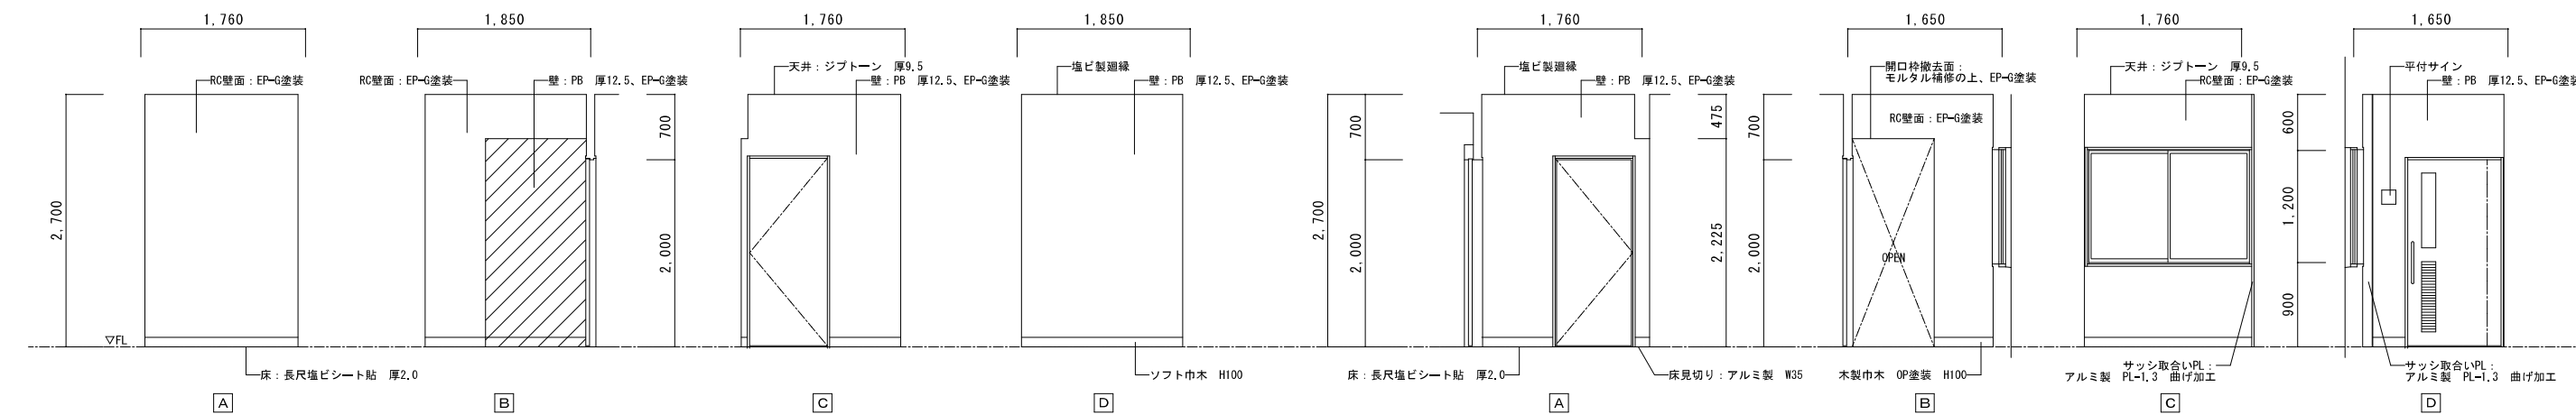 1,760
1,850
1,760
1,850
1,760
1,650
1,760
1,650
RC壁面：EP-G塗装
RC壁面：EP-G塗装
壁：PB　厚12.5、EP-G塗装
天井：ジプトーン　厚9.5
壁：PB　厚12.5、EP-G塗装
塩ビ製廻縁
壁：PB　厚12.5、EP-G塗装
塩ビ製廻縁
壁：PB　厚12.5、EP-G塗装
開口枠撤去面：
モルタル補修の上、EP-G塗装
RC壁面：EP-G塗装
天井：ジプトーン　厚9.5
RC壁面：EP-G塗装
平付サイン
壁：PB　厚12.5、EP-G塗装
2,700
700
2,000
2,700
700
2,000
475
2,225
700
2,000
OPEN
600
1,200
900
▽FL
床：長尺塩ビシート貼　厚2.0
ソフト巾木　H100
床：長尺塩ビシート貼　厚2.0
床見切り：アルミ製　W35
木製巾木　OP塗装　H100
サッシ取合いPL：
アルミ製　PL-1.3　曲げ加工
サッシ取合いPL：
アルミ製　PL-1.3　曲げ加工
A
B
C
D
A
B
C
D